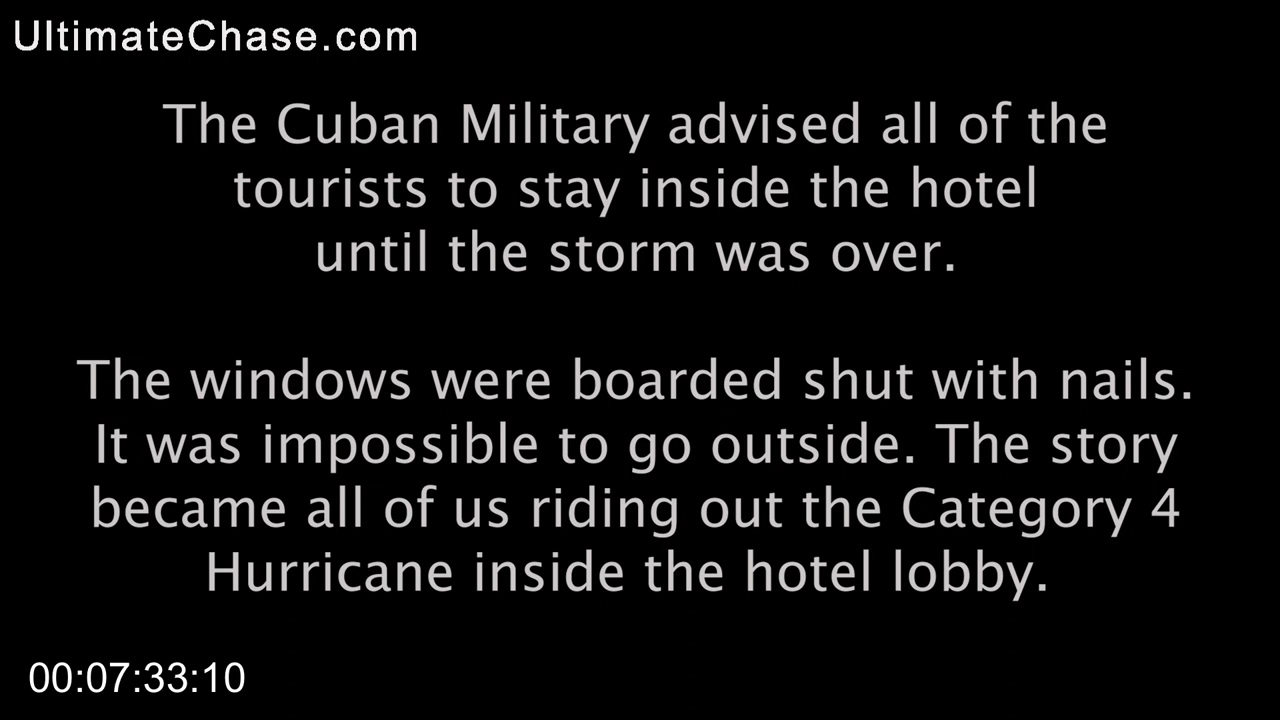 UltimateChase.com
The Cuban Military advised all of the
tourists to stay inside the hotel
until the storm was over.
The windows were boarded shut with nails.
It was impossible to go outside. The story
became all of us riding out the Category 4
Hurricane inside the hotel lobby.
00:07:33:10